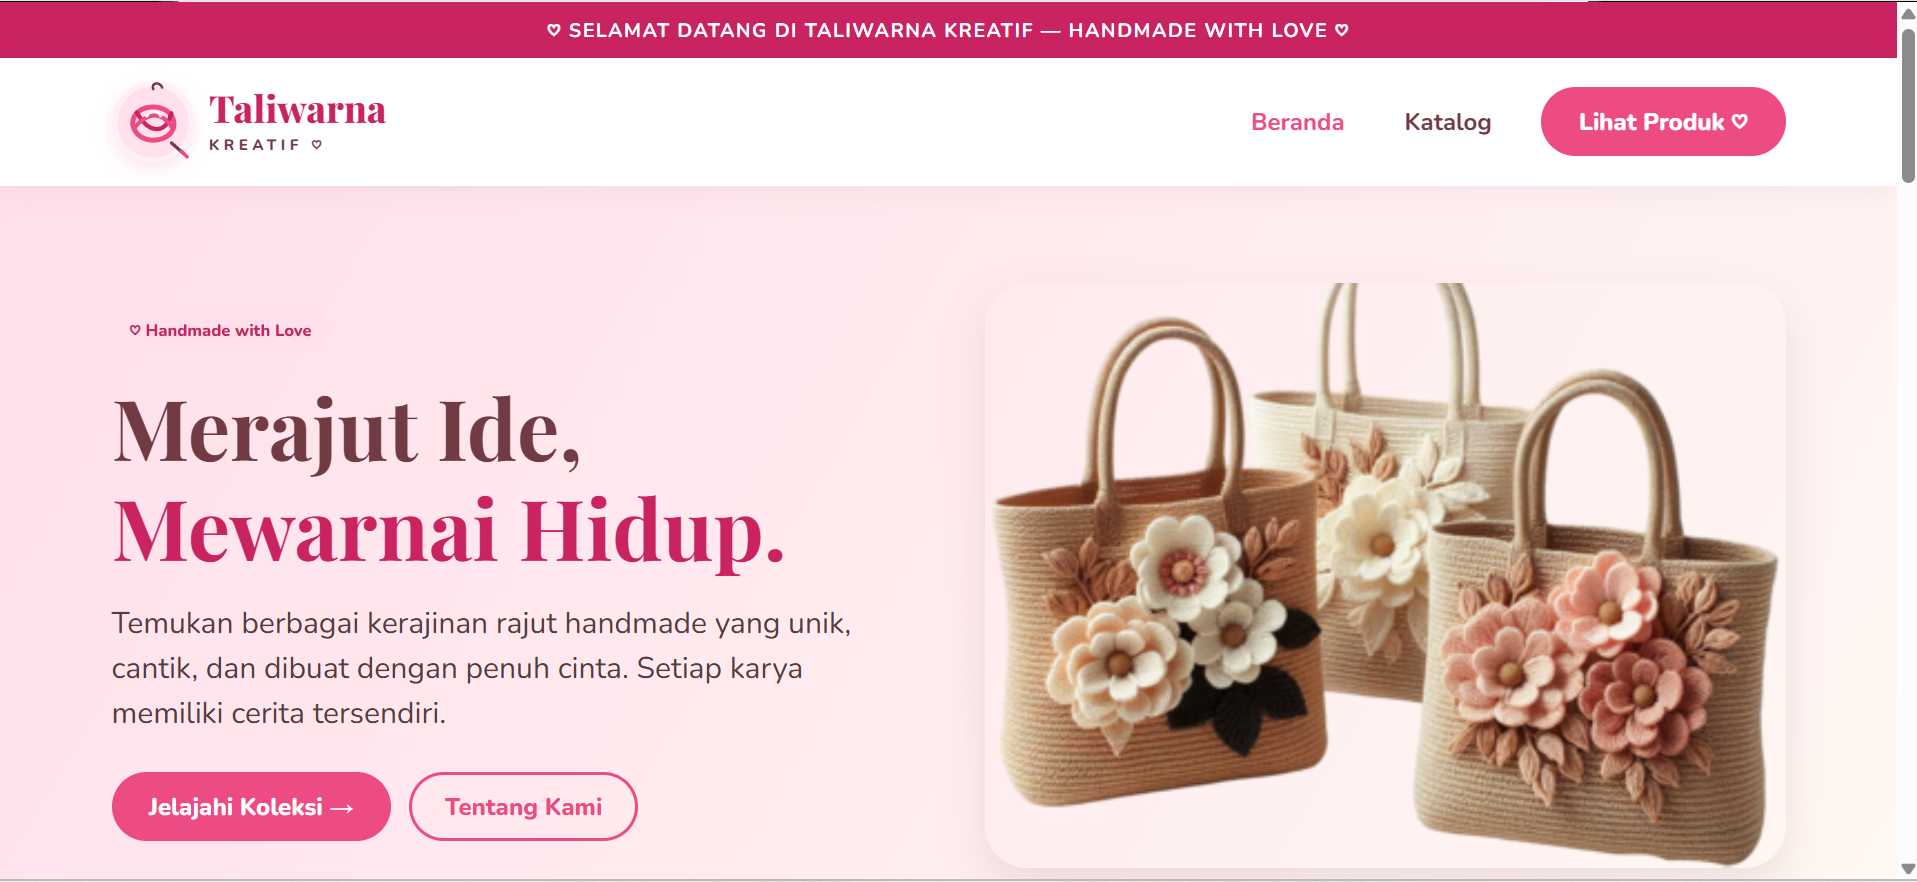 ♡ SELAMAT DATANG DI TALIWARNA KREATIF — HANDMADE WITH LOVE ♡
Taliwarna
KREATIF ♡
Beranda
Katalog
Lihat Produk ♡
♡ Handmade with Love
Merajut Ide,
Mewarnai Hidup.
Temukan berbagai kerajinan rajut handmade yang unik,
cantik, dan dibuat dengan penuh cinta. Setiap karya
memiliki cerita tersendiri.
Jelajahi Koleksi →
Tentang Kami